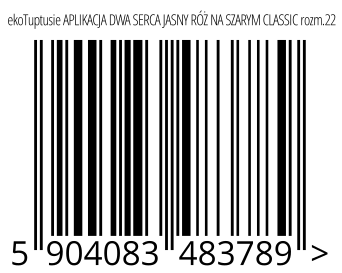 ekoTuptusie APLIKACJA DWA SERCA JASNY RÓŻ NA SZARYM CLASSIC rozm.22
5 904083 483789 >